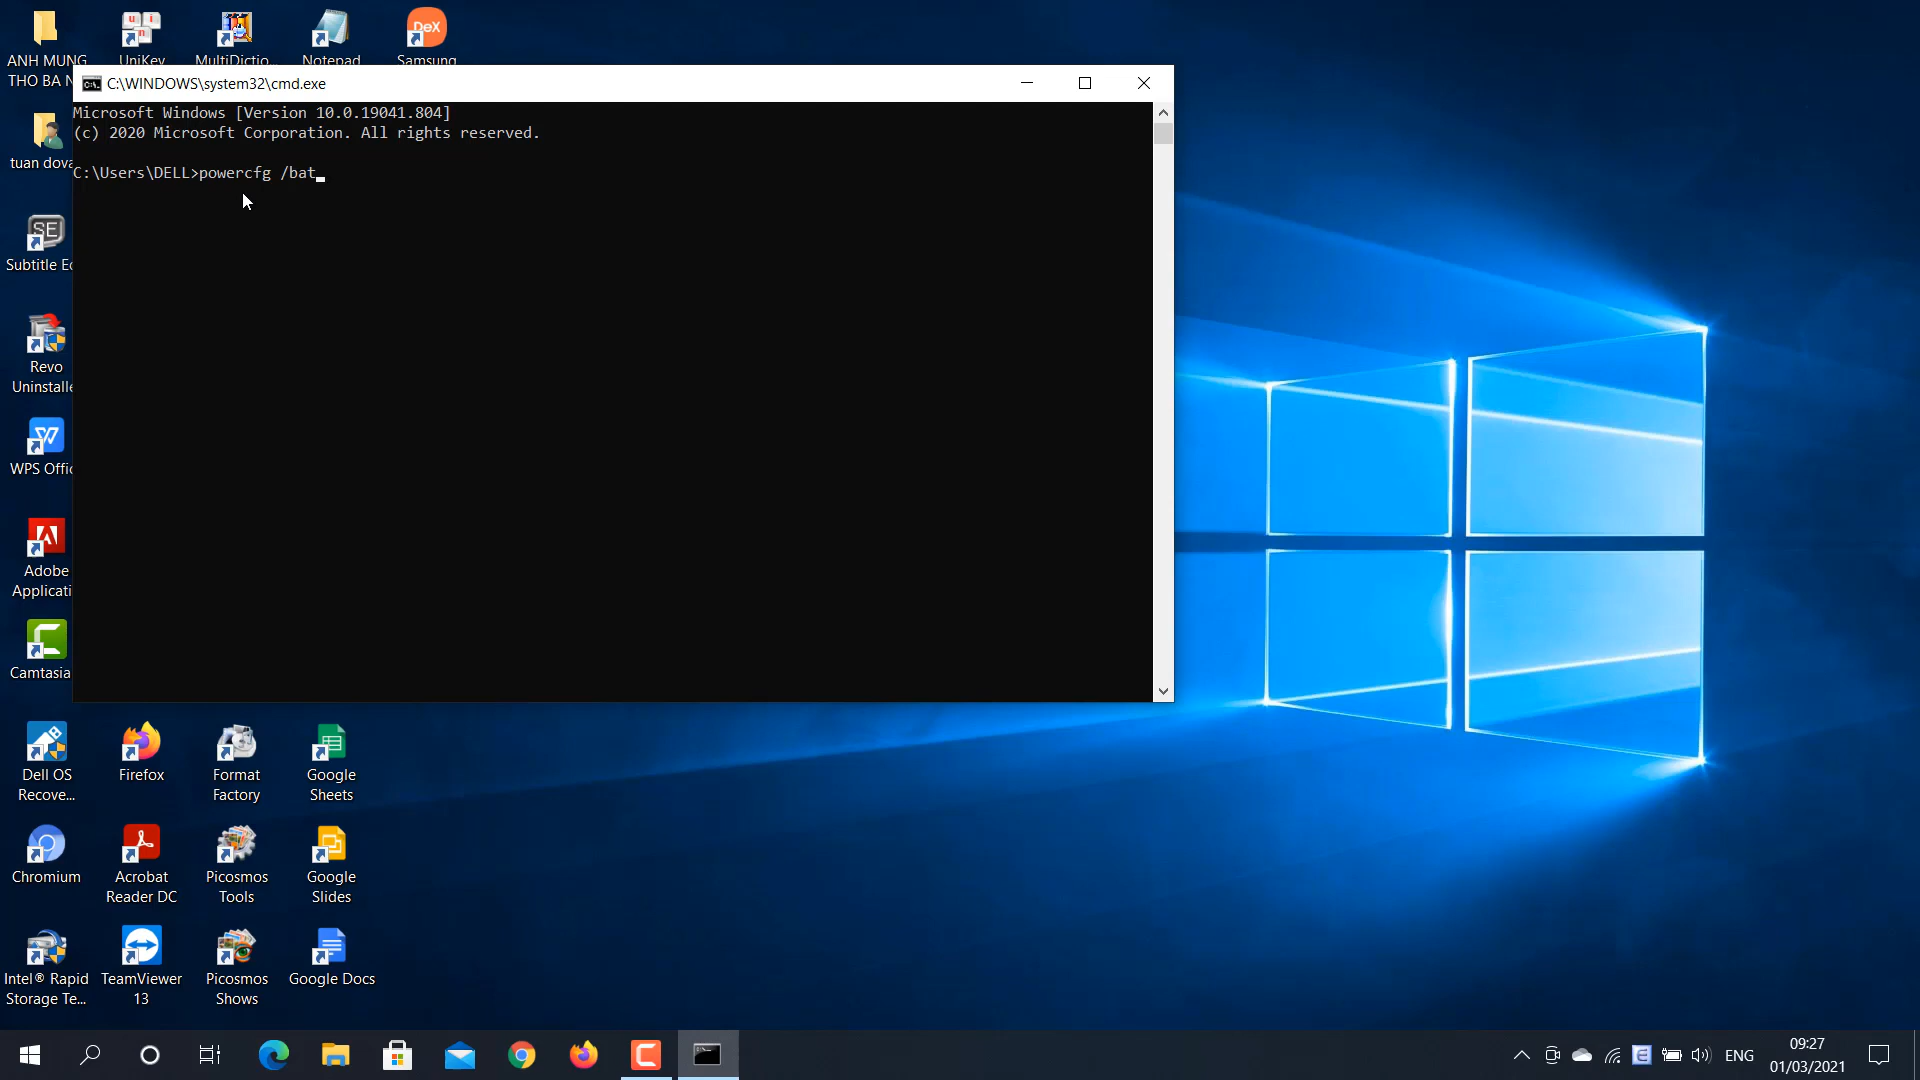 ANH MUNG
THO BA N
UniKey
MultiDictio...
Notepad
DeX
Samsung
C:\WINDOWS\system32\cmd.exe
Microsoft Windows [Version 10.0.19041.804]
(c) 2020 Microsoft Corporation. All rights reserved.
C:\Users\DELL>powercfg /bat
tuan dova
SE
Subtitle Ed
Revo
Uninstalle
WPS Offic
Adobe
Applicati
Camtasia
Dell OS
Recove...
Firefox
Format
Factory
Google
Sheets
Chromium
Acrobat
Reader DC
Picosmos
Tools
Google
Slides
Intel® Rapid
Storage Te...
TeamViewer
13
Picosmos
Shows
Google Docs
ENG
09:27
01/03/2021